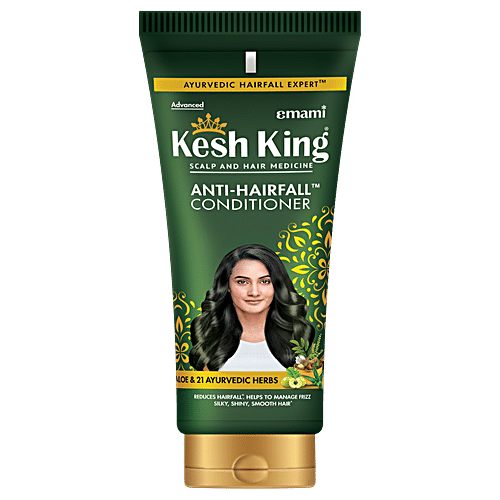 AYURVEDIC HAIRFALL EXPERT™
Advanced
emami
Kesh King®
SCALP AND HAIR MEDICINE
ANTI-HAIRFALL™
CONDITIONER
ALOE & 21 AYURVEDIC HERBS
REDUCES HAIRFALL*, HELPS TO MANAGE FRIZZ
SILKY, SHINY, SMOOTH HAIR*